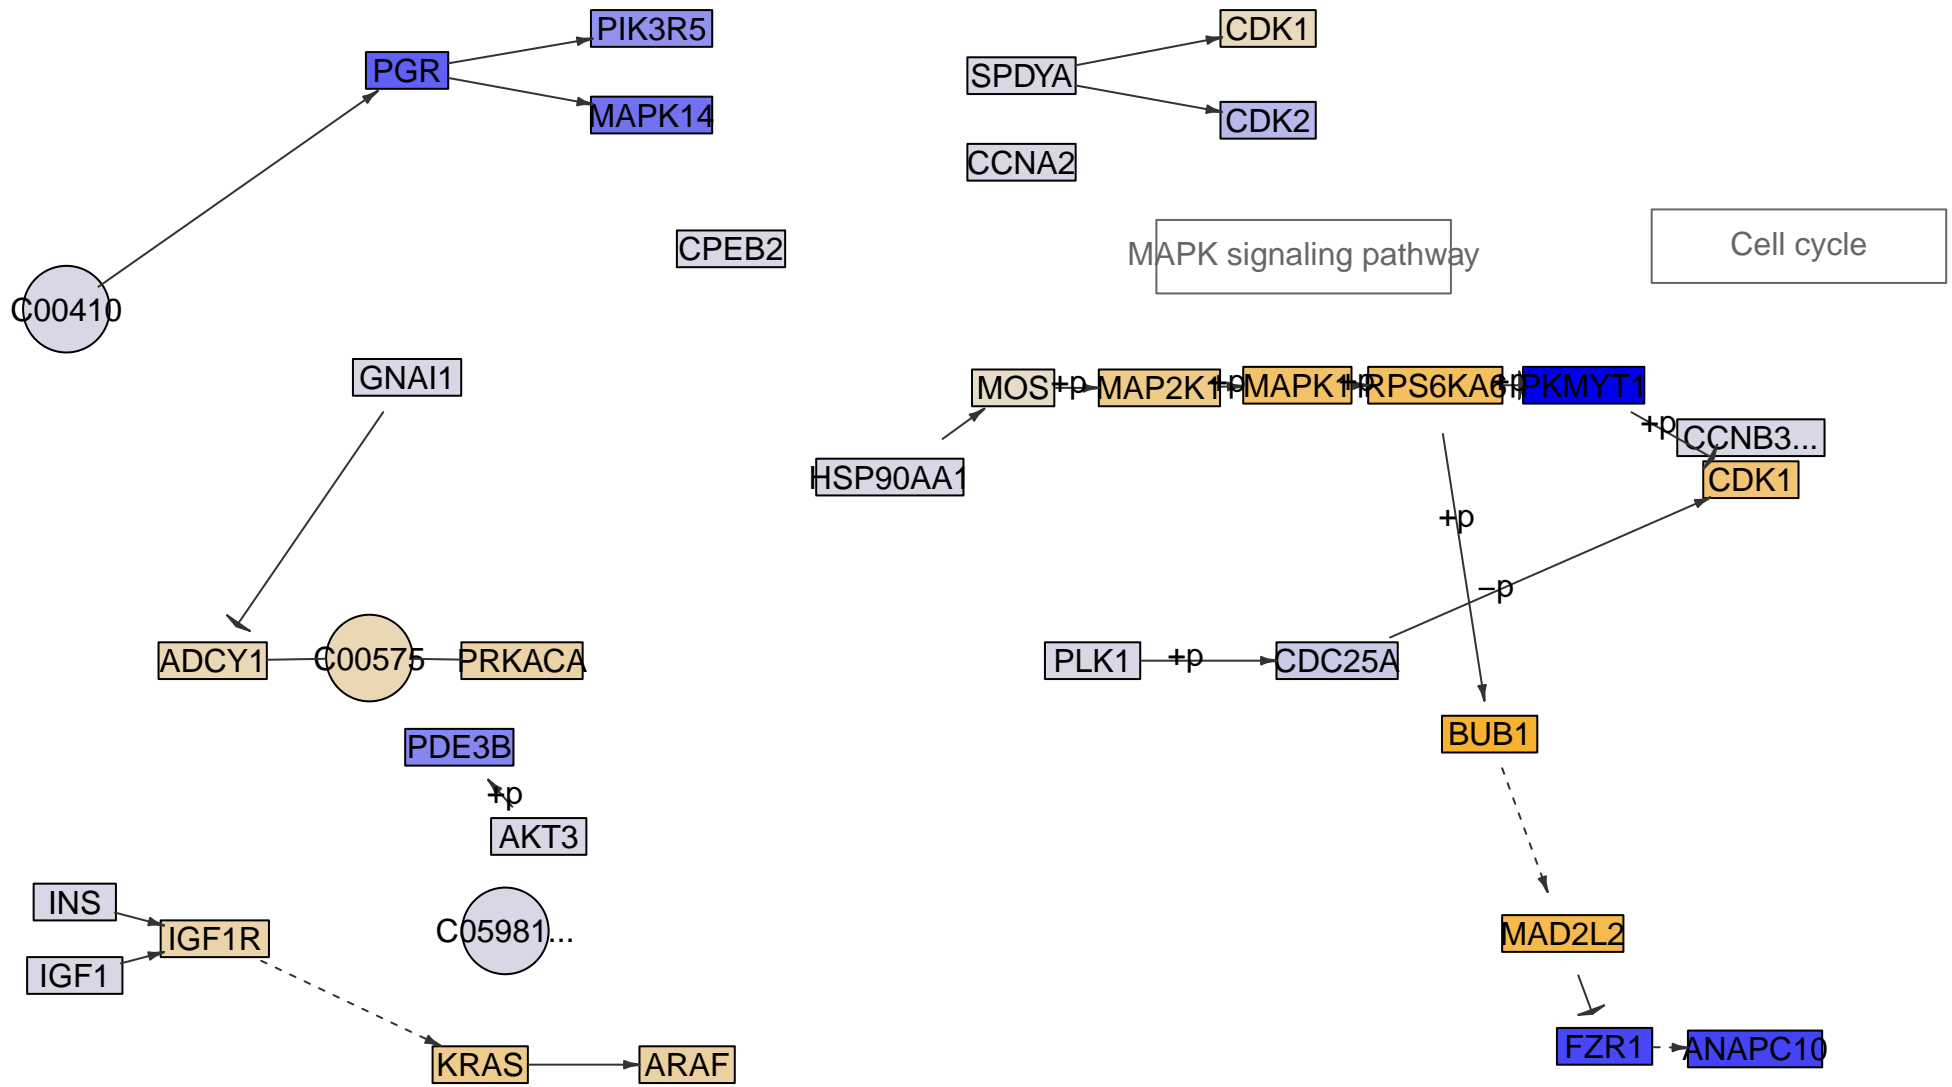 PIK3R5
CDK1
PGR
SPDYA
MAPK14
CDK2
CCNA2
CPEB2
MAPK signaling pathway
Cell cycle
C00410
GNAI1
MOS
+p
MAP2K1
+p
MAPK1
+p
RPS6KA6
+p
PKMYT1
+p
CCNB3...
HSP90AA1
CDK1
+p
−p
ADCY1
C00575
PRKACA
PLK1
+p
CDC25A
PDE3B
BUB1
+p
AKT3
INS
IGF1R
C05981...
MAD2L2
IGF1
KRAS
ARAF
FZR1
ANAPC10